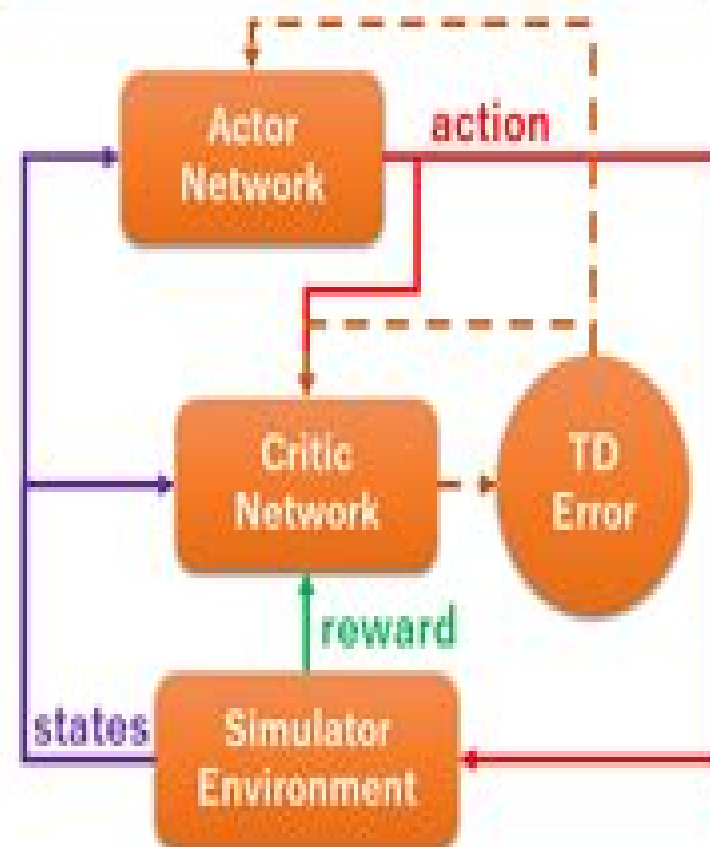 Actor
Network
action
Critic
Network
TD
Error
reward
states
Simulator
Environment